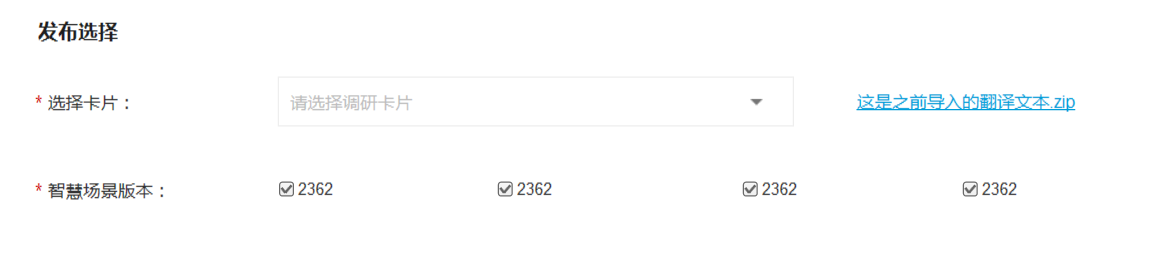 发布选择
* 选择卡片： 请选择调研卡片 这是之前导入的翻译文本.zip
* 智慧场景版本： 2362 2362 2362 2362